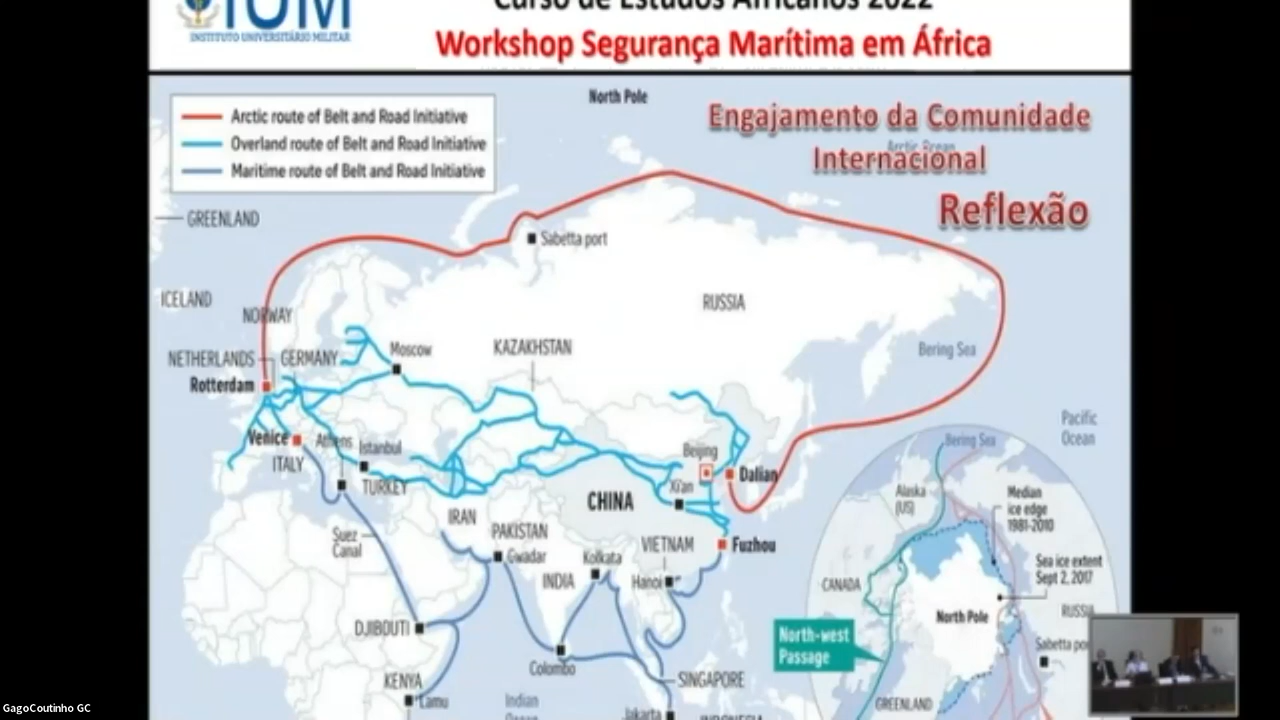 IUM
INSTITUTO UNIVERSITÁRIO MILITAR
Curso de Estudos Africanos 2022
Workshop Segurança Marítima em África
Arctic route of Belt and Road Initiative
Overland route of Belt and Road Initiative
Maritime route of Belt and Road Initiative
North Pole
Engajamento da Comunidade
Arctic Ocean
Internacional
Reflexão
GREENLAND
Sabetta port
ICELAND
NORWAY
RUSSIA
NETHERLANDS
GERMANY
Moscow
KAZAKHSTAN
Bering Sea
Rotterdam
Venice
Athens
Istanbul
ITALY
TURKEY
Beijing
Dalian
Xi'an
CHINA
Pacific
Ocean
Bering Sea
Alaska
(US)
Median
ice edge
1981-2010
IRAN
PAKISTAN
Gwadar
Suez
Canal
Kolkata
INDIA
VIETNAM
Hanoi
Fuzhou
Sea ice extent
Sept 2, 2017
CANADA
North Pole
RUSSIA
DJIBOUTI
North-west
Passage
Sabetta por
Colombo
KENYA
Lamu
SINGAPORE
Indian
Ocean
Jakarta
INDONESIA
GREENLAND
GagoCoutinho GC